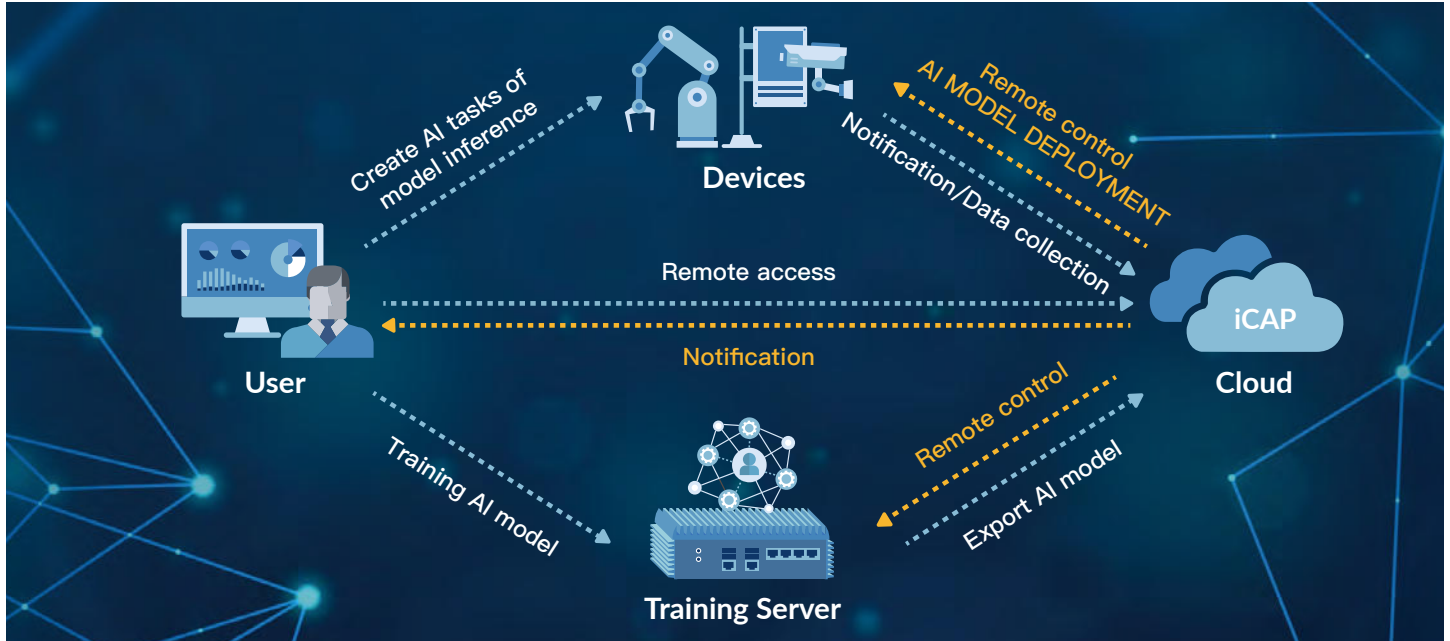 Create AI tasks of
model inference
Devices
Remote control
AI MODEL DEPLOYMENT
Notification/Data collection
Remote access
Notification
iCAP
User
Cloud
Training AI model
Remote control
Export AI model
Training Server